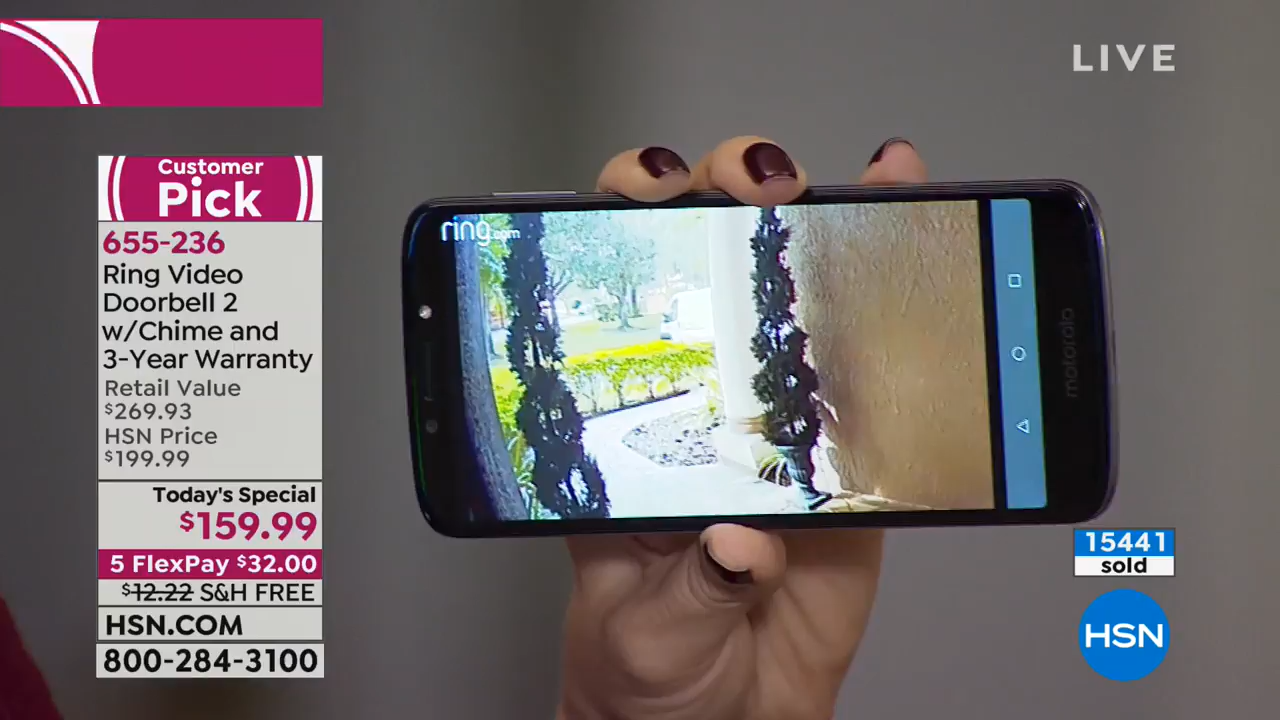 LIVE
Customer
Pick
655-236
Ring Video
Doorbell 2
w/Chime and
3-Year Warranty
Retail Value
$269.93
HSN Price
$199.99
Today's Special
$159.99
5 FlexPay $32.00
$12.22 S&H FREE
HSN.COM
800-284-3100
ring.com
motorola
15441
sold
HSN